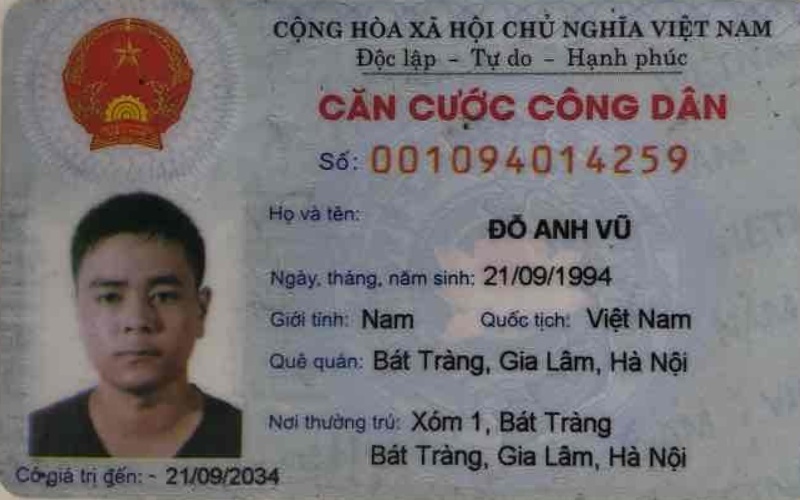 CỘNG HÒA XÃ HỘI CHỦ NGHĨA VIỆT NAM
Độc lập - Tự do - Hạnh phúc
CĂN CƯỚC CÔNG DÂN
Số: 001094014259
Họ và tên: ĐỖ ANH VŨ
Ngày, tháng, năm sinh: 21/09/1994
Giới tính: Nam Quốc tịch: Việt Nam
Quê quán: Bát Tràng, Gia Lâm, Hà Nội
Nơi thường trú: Xóm 1, Bát Tràng
Bát Tràng, Gia Lâm, Hà Nội
Có giá trị đến: - 21/09/2034